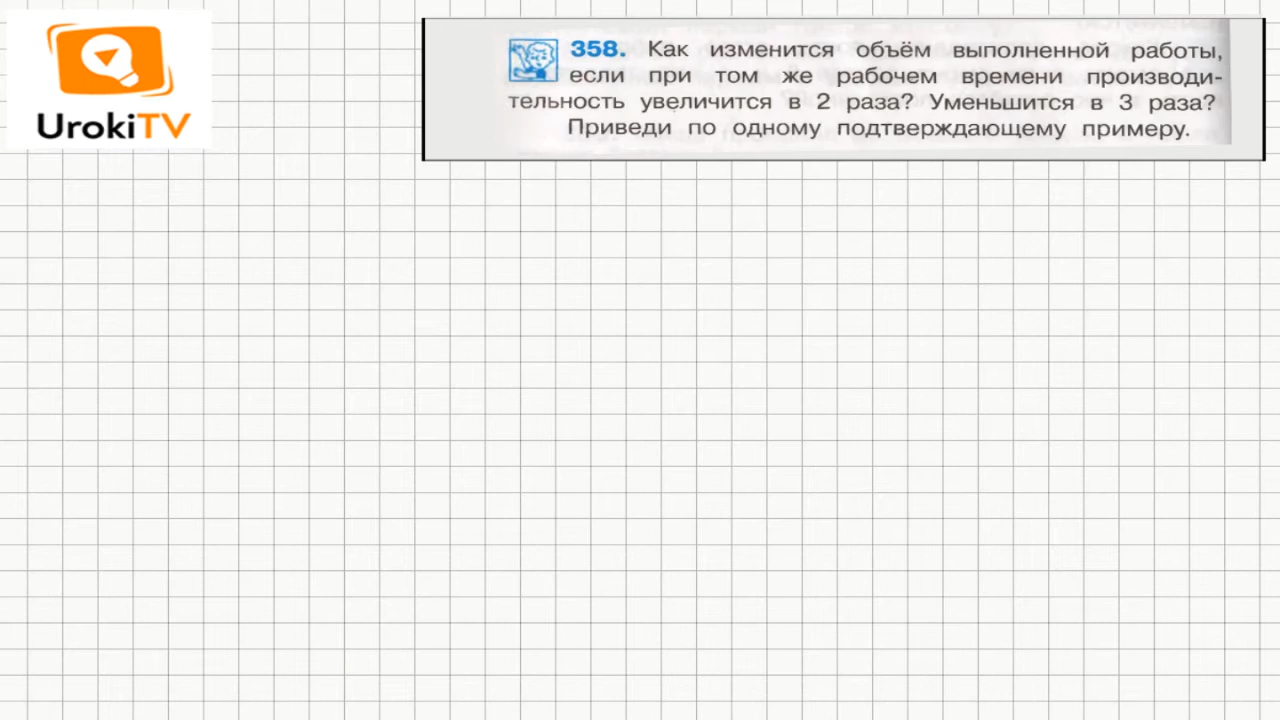 UrokiTV
358. Как изменится объём выполненной работы,
если при том же рабочем времени производи-
тельность увеличится в 2 раза? Уменьшится в 3 раза?
Приведи по одному подтверждающему примеру.